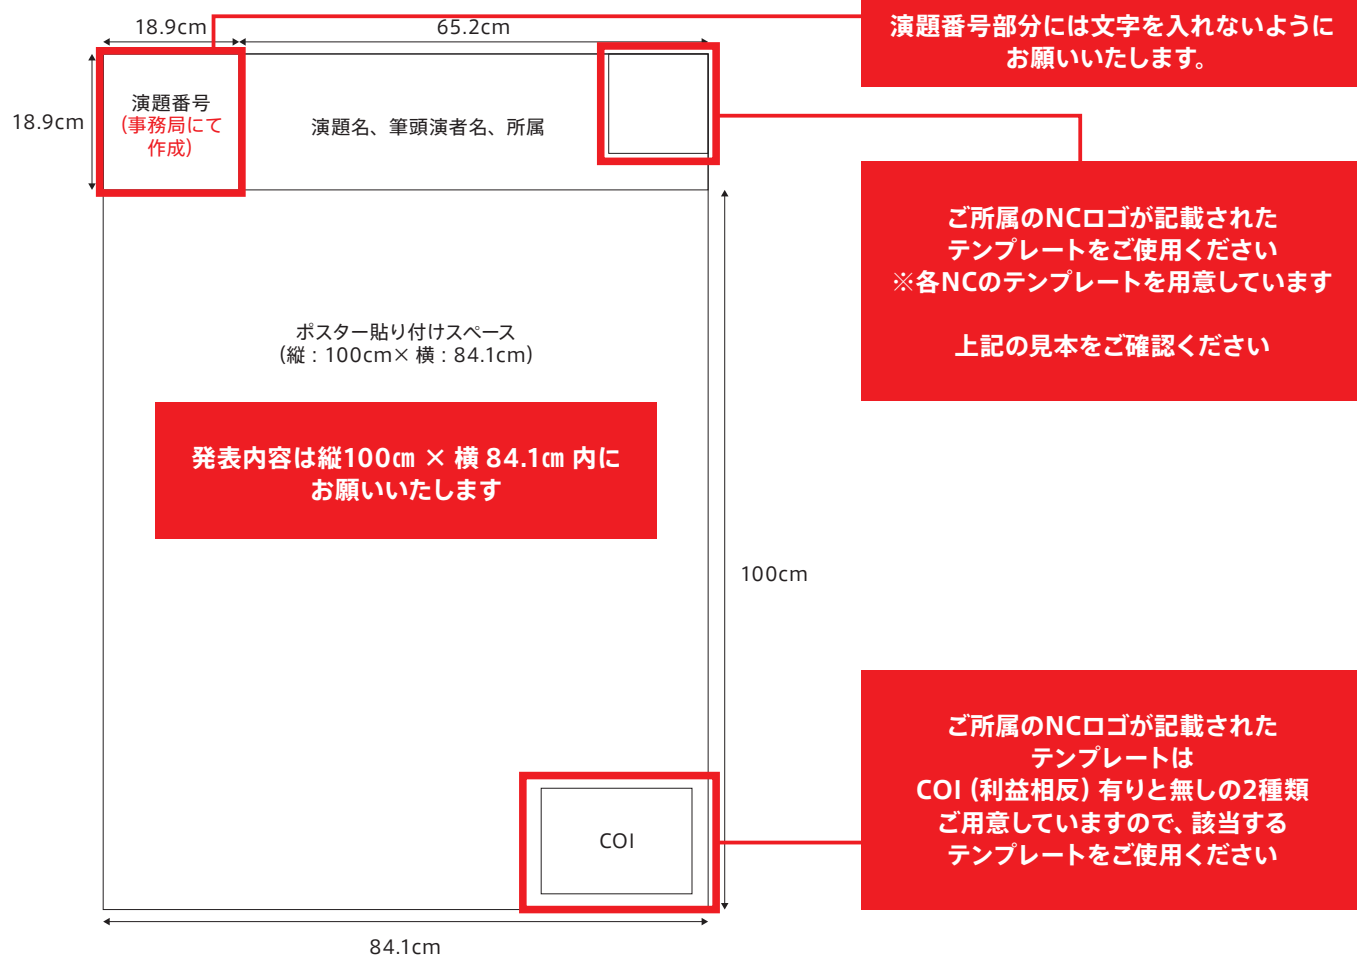 18.9cm
65.2cm
演題番号部分には文字を入れないように
お願いいたします。
18.9cm
演題番号
(事務局にて
作成)
演題名、筆頭演者名、所属
ご所属のNCロゴが記載された
テンプレートをご使用ください
※各NCのテンプレートを用意しています
上記の見本をご確認ください
ポスター貼り付けスペース
(縦：100cm× 横：84.1cm)
発表内容は縦100㎝ × 横 84.1㎝ 内に
お願いいたします
100cm
ご所属のNCロゴが記載された
テンプレートは
COI (利益相反) 有りと無しの2種類
ご用意していますので、該当する
テンプレートをご使用ください
COI
84.1cm